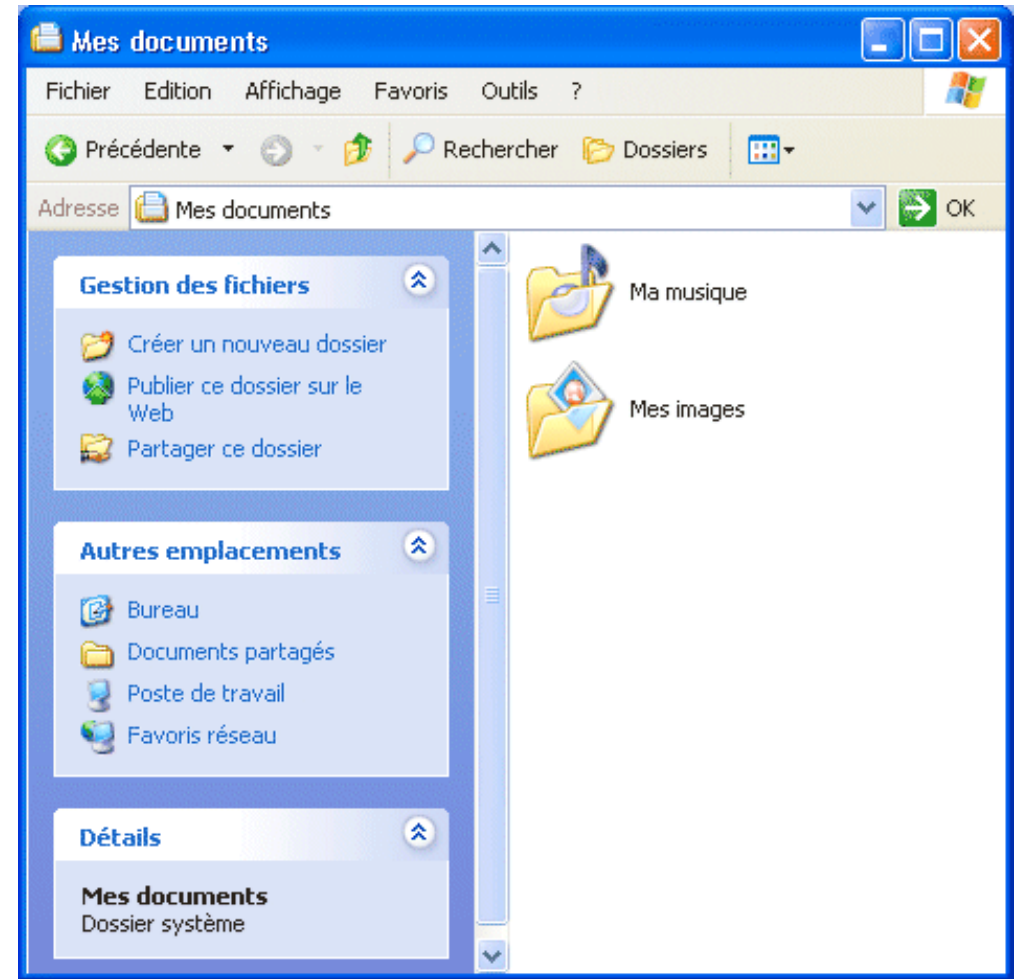 Mes documents
Fichier Edition Affichage Favoris Outils ?
Précédente Rechercher Dossiers
Adresse Mes documents OK
Gestion des fichiers
Créer un nouveau dossier
Publier ce dossier sur le
Web
Partager ce dossier
Autres emplacements
Bureau
Documents partagés
Poste de travail
Favoris réseau
Détails
Mes documents
Dossier système
Ma musique
Mes images